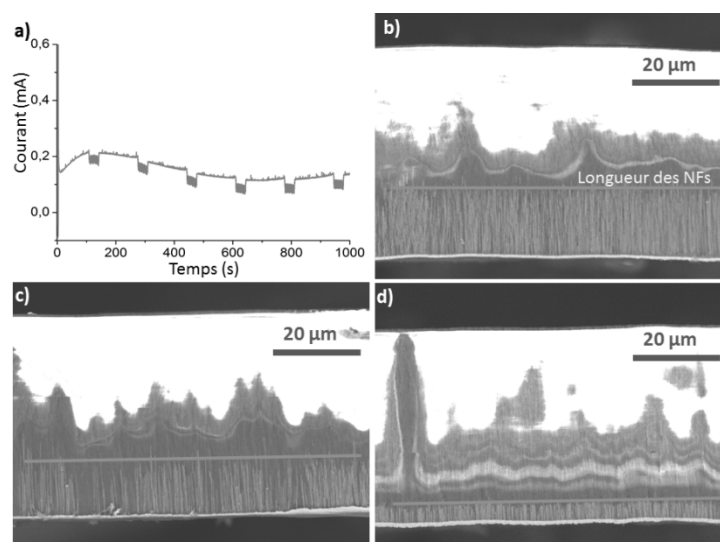 a)
0,6
0,4
0,2
0,0
Courant (mA)
0
200
400
600
800
1000
Temps (s)
b)
20 µm
Longueur des NFs
c)
20 µm
d)
20 µm